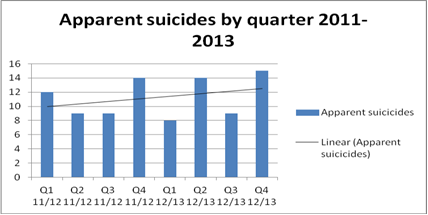 Apparent suicides by quarter 2011-
2013
16
14
12
10
8
6
4
2
0
Q1 Q2 Q3 Q4 Q1 Q2 Q3 Q4
11/12 11/12 11/12 11/12 12/13 12/13 12/13 12/13
Apparent suicicides
Linear (Apparent
suicicides)